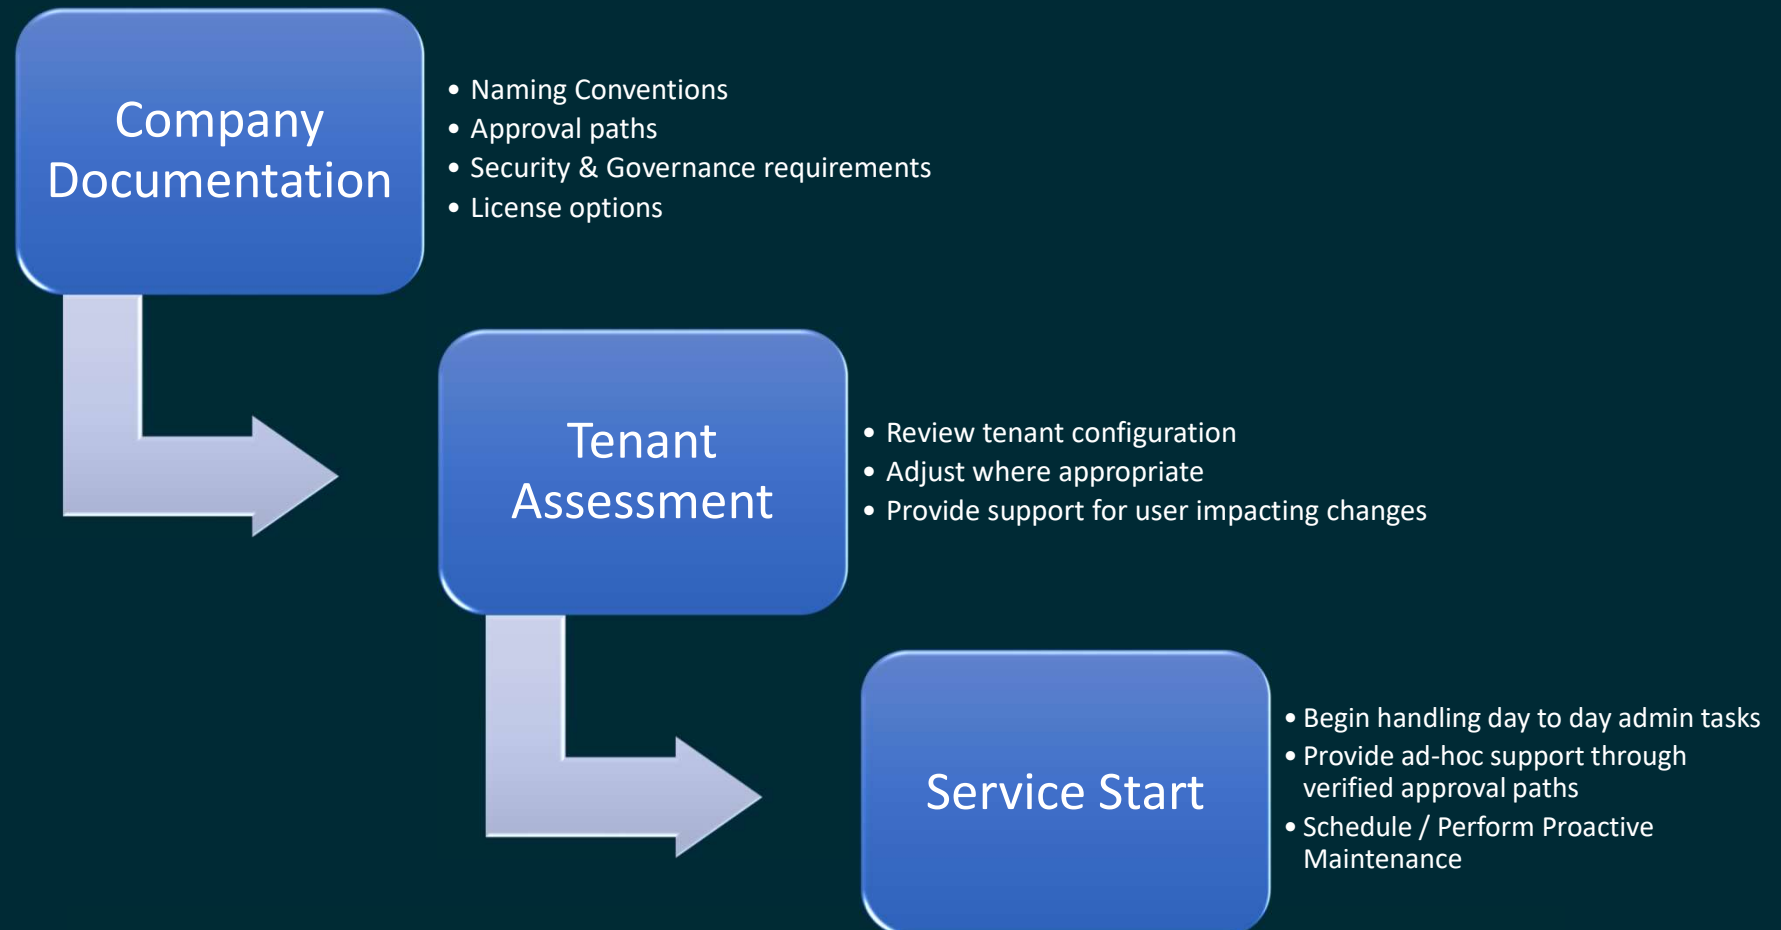 Company
Documentation
• Naming Conventions
• Approval paths
• Security & Governance requirements
• License options
Tenant
Assessment
• Review tenant configuration
• Adjust where appropriate
• Provide support for user impacting changes
Service Start
• Begin handling day to day admin tasks
• Provide ad-hoc support through
verified approval paths
• Schedule / Perform Proactive
Maintenance